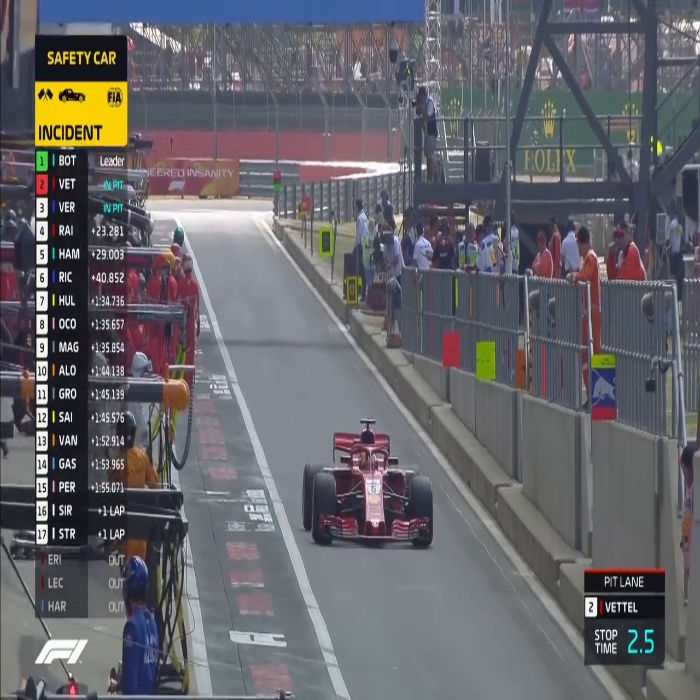 SAFETY CAR
FIA
INCIDENT
1 BOT Leader
2 VET IN PIT
3 VER IN PIT
4 RAI +23.281
5 HAM +29.003
6 RIC +40.852
7 HUL +1:34.736
8 OCO +1:35.657
9 MAG +1:35.854
10 ALO +1:44.138
11 GRO +1:45.139
12 SAI +1:45.576
13 VAN +1:52.914
14 GAS +1:53.965
15 PER +1:55.071
16 SIR +1 LAP
17 STR +1 LAP
ERI OUT
LEC OUT
HAR OUT
F1
ROLEX
INSANITY
5
PIT LANE
2 VETTEL
STOP TIME 2.5